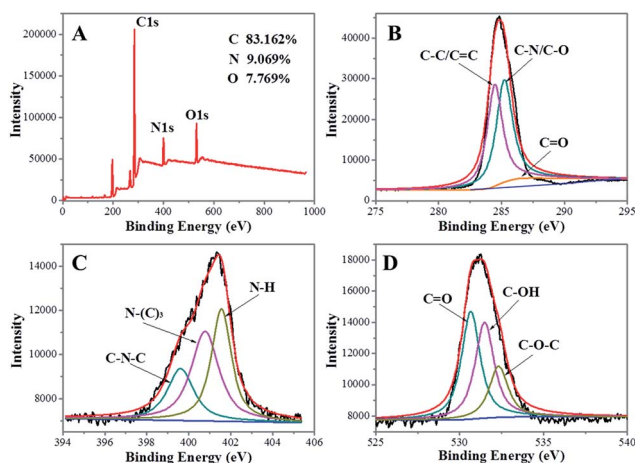 A
C1s
C 83.162%
N 9.069%
O 7.769%
N1s
O1s
200000
150000
100000
50000
0
0 200 400 600 800 1000
Intensity
Binding Energy (eV)
B
C-C/C=C
C-N/C-O
C=O
40000
30000
20000
10000
0
275 280 285 290 295
Intensity
Binding Energy (eV)
C
N-H
N-(C)₃
C-N-C
14000
12000
10000
8000
394 396 398 400 402 404 406
Intensity
Binding Energy (eV)
D
C=O
C-OH
C-O-C
18000
16000
14000
12000
10000
8000
525 530 535 540
Intensity
Binding Energy (eV)